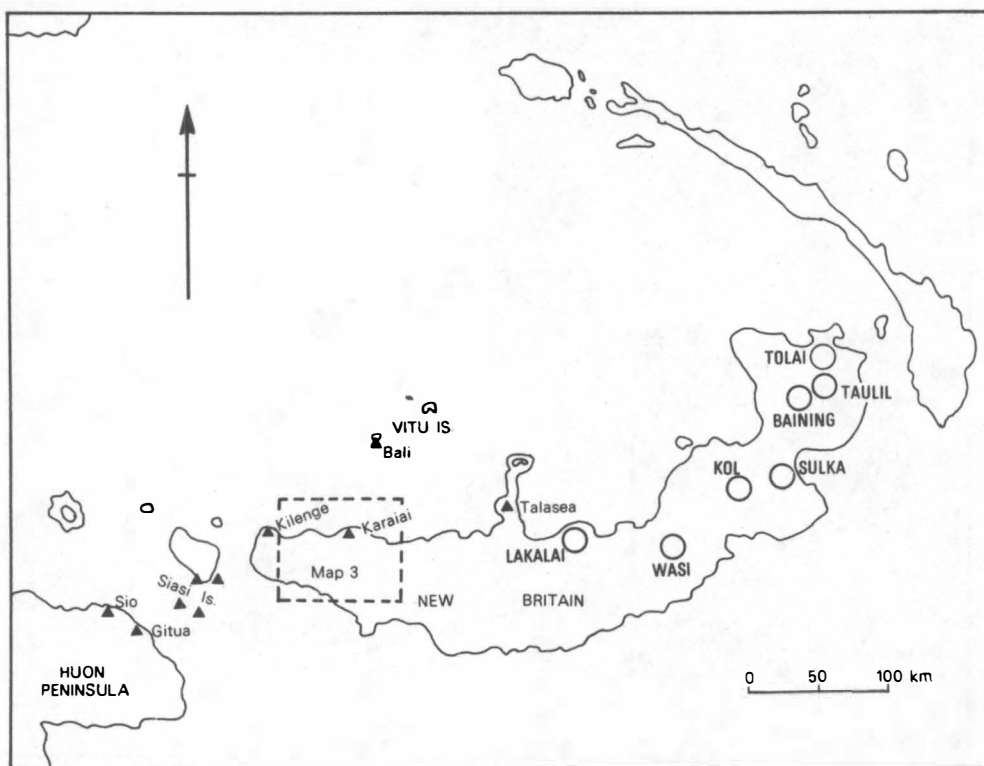 TOLAI
TAULIL
BAINING
VITU IS.
Bali
KOL
SULKA
Talasea
Kilenge
Karaiai
LAKALAI
WASI
Map 3
NEW BRITAIN
Siasi Is.
Sio
Gitua
HUON
PENINSULA
0 50 100 km